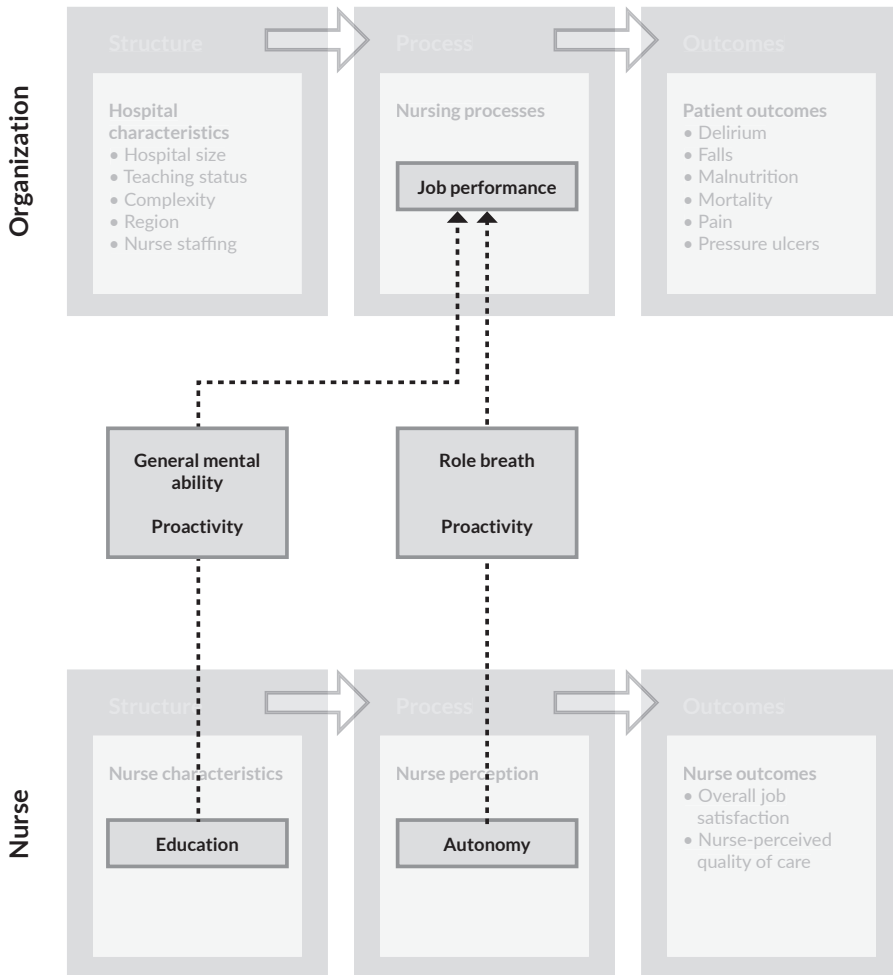 Organization
Structure
Process
Outcomes
Hospital
characteristics
• Hospital size
• Teaching status
• Complexity
• Region
• Nurse staffing
Nursing processes
Job performance
Patient outcomes
• Delirium
• Falls
• Malnutrition
• Mortality
• Pain
• Pressure ulcers
General mental
ability
Proactivity
Role breath
Proactivity
Nurse
Structure
Process
Outcomes
Nurse characteristics
Education
Nurse perception
Autonomy
Nurse outcomes
• Overall job
satisfaction
• Nurse-perceived
quality of care